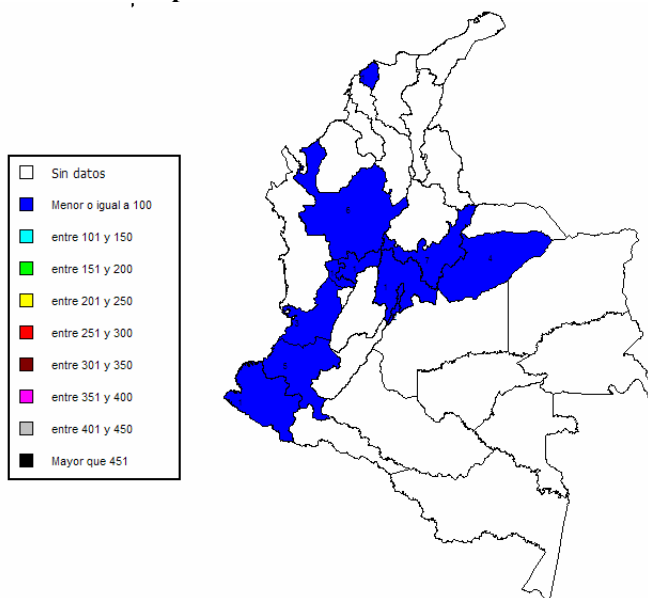 Sin datos
Menor o igual a 100
entre 101 y 150
entre 151 y 200
entre 201 y 250
entre 251 y 300
entre 301 y 350
entre 351 y 400
entre 401 y 450
Mayor que 451